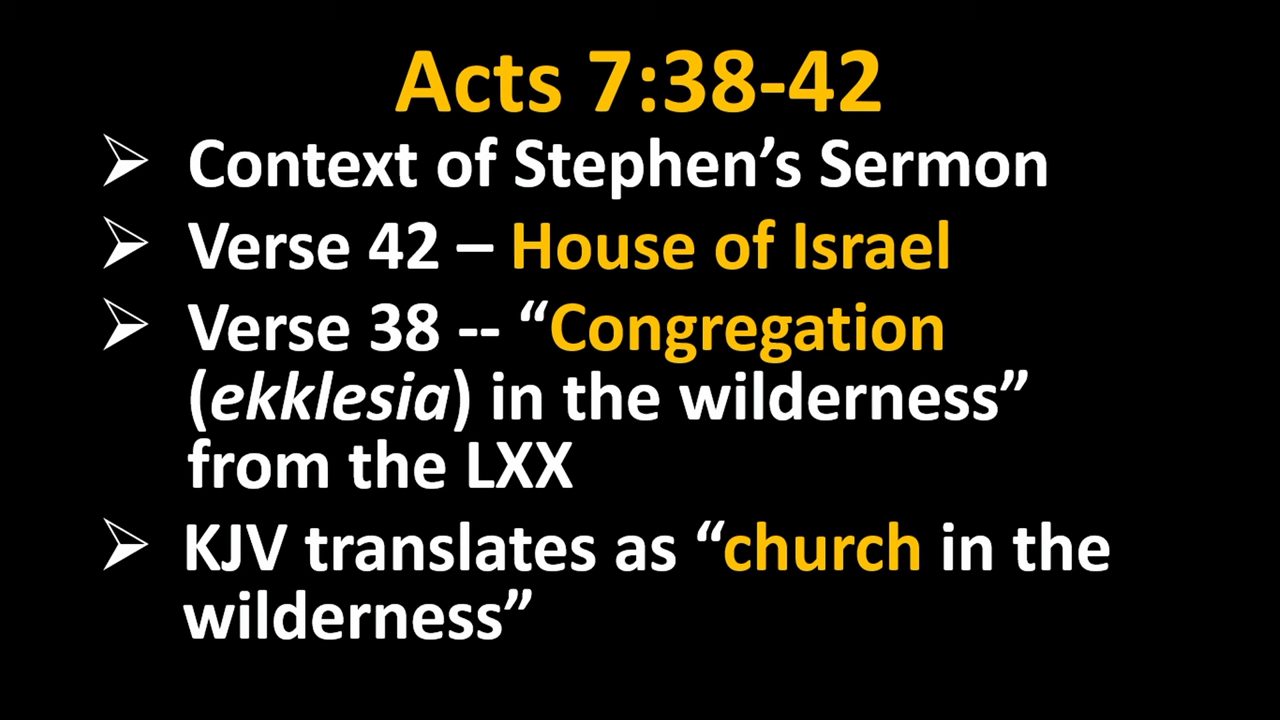 Acts 7:38-42
Context of Stephen’s Sermon
Verse 42 – House of Israel
Verse 38 -- “Congregation
(ekklesia) in the wilderness”
from the LXX
KJV translates as “church in the
wilderness”